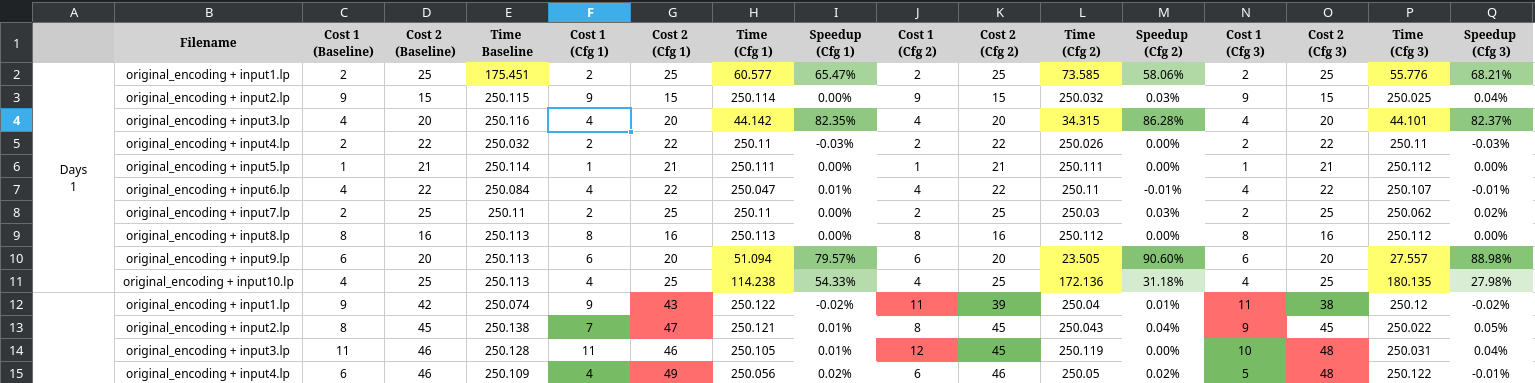 A B C D E F G H I J K L M N O P Q
1 Filename Cost 1 (Baseline) Cost 2 (Baseline) Time Baseline Cost 1 (Cfg 1) Cost 2 (Cfg 1) Time (Cfg 1) Speedup (Cfg 1) Cost 1 (Cfg 2) Cost 2 (Cfg 2) Time (Cfg 2) Speedup (Cfg 2) Cost 1 (Cfg 3) Cost 2 (Cfg 3) Time (Cfg 3) Speedup (Cfg 3)
2 original_encoding + input1.lp 2 25 175.451 2 25 60.577 65.47% 2 25 73.585 58.06% 2 25 55.776 68.21%
3 original_encoding + input2.lp 9 15 250.115 9 15 250.114 0.00% 9 15 250.032 0.03% 9 15 250.025 0.04%
4 original_encoding + input3.lp 4 20 250.116 4 20 44.142 82.35% 4 20 34.315 86.28% 4 20 44.101 82.37%
5 original_encoding + input4.lp 2 22 250.032 2 22 250.11 -0.03% 2 22 250.026 0.00% 2 22 250.11 -0.03%
6 Days 1 original_encoding + input5.lp 1 21 250.114 1 21 250.111 0.00% 1 21 250.111 0.00% 1 21 250.112 0.00%
7 original_encoding + input6.lp 4 22 250.084 4 22 250.047 0.01% 4 22 250.11 -0.01% 4 22 250.107 -0.01%
8 original_encoding + input7.lp 2 25 250.11 2 25 250.11 0.00% 2 25 250.03 0.03% 2 25 250.062 0.02%
9 original_encoding + input8.lp 8 16 250.113 8 16 250.113 0.00% 8 16 250.112 0.00% 8 16 250.112 0.00%
10 original_encoding + input9.lp 6 20 250.113 6 20 51.094 79.57% 6 20 23.505 90.60% 6 20 27.557 88.98%
11 original_encoding + input10.lp 4 25 250.113 4 25 114.238 54.33% 4 25 172.136 31.18% 4 25 180.135 27.98%
12 original_encoding + input1.lp 9 42 250.074 9 43 250.122 -0.02% 11 39 250.04 0.01% 11 38 250.12 -0.02%
13 original_encoding + input2.lp 8 45 250.138 7 47 250.121 0.01% 8 45 250.043 0.04% 9 45 250.022 0.05%
14 original_encoding + input3.lp 11 46 250.128 11 46 250.105 0.01% 12 45 250.119 0.00% 10 48 250.031 0.04%
15 original_encoding + input4.lp 6 46 250.109 4 49 250.056 0.02% 6 46 250.05 0.02% 5 48 250.122 -0.01%